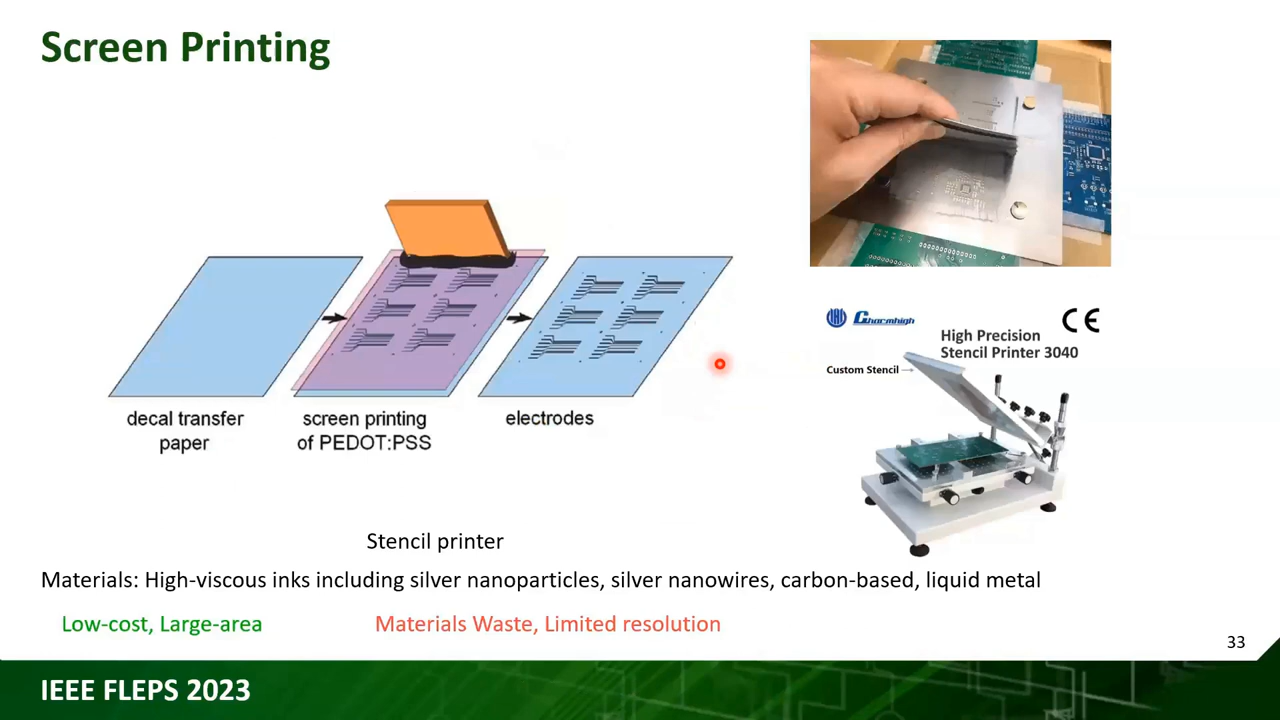 Screen Printing
decal transfer
paper
screen printing
of PEDOT:PSS
electrodes
Charmhigh
CE
High Precision
Stencil Printer 3040
Custom Stencil
Stencil printer
Materials: High-viscous inks including silver nanoparticles, silver nanowires, carbon-based, liquid metal
Low-cost, Large-area
Materials Waste, Limited resolution
33
IEEE FLEPS 2023